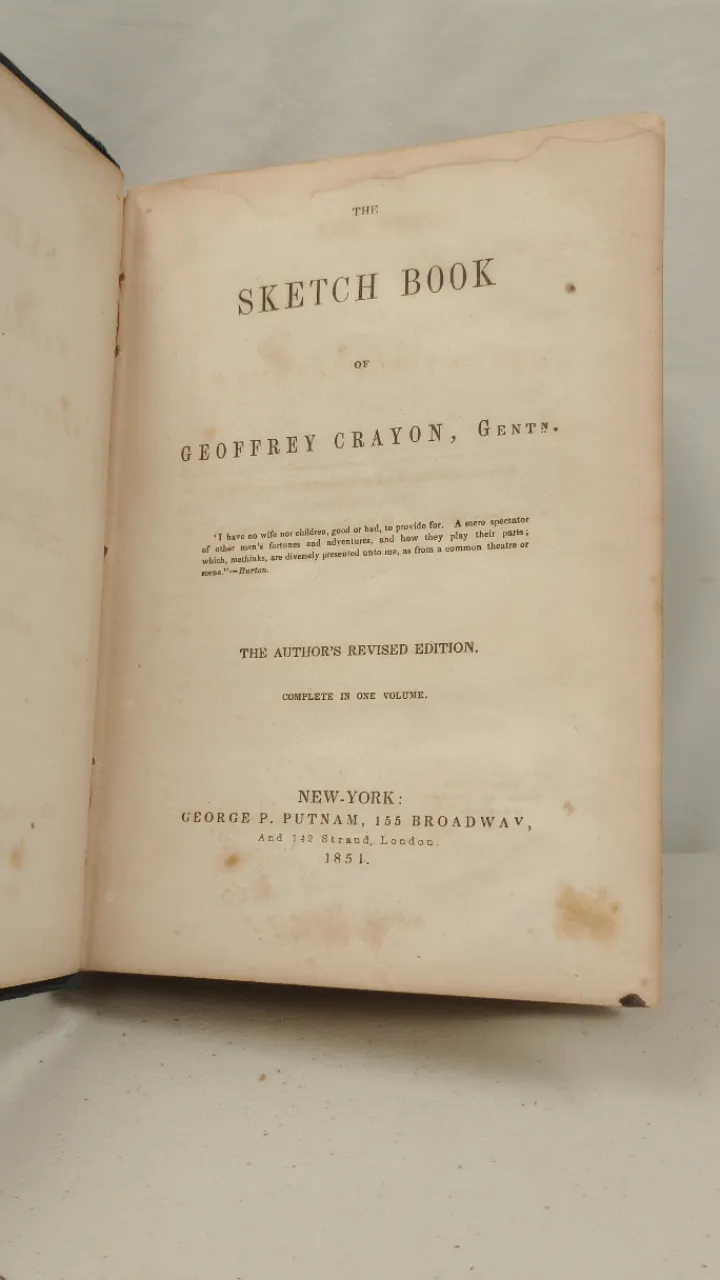 THE
SKETCH BOOK
OF
GEOFFREY CRAYON, GENTN.
"I have no wife nor children, good or bad, to provide for. A mere spectator
of other men's fortunes and adventures, and how they play their parts;
which, methinks, are diversely presented unto me, as from a common theatre or
scene."—Burton.
THE AUTHOR'S REVISED EDITION.
COMPLETE IN ONE VOLUME.
NEW-YORK:
GEORGE P. PUTNAM, 155 BROADWAY,
And 142 Strand, London.
1851.